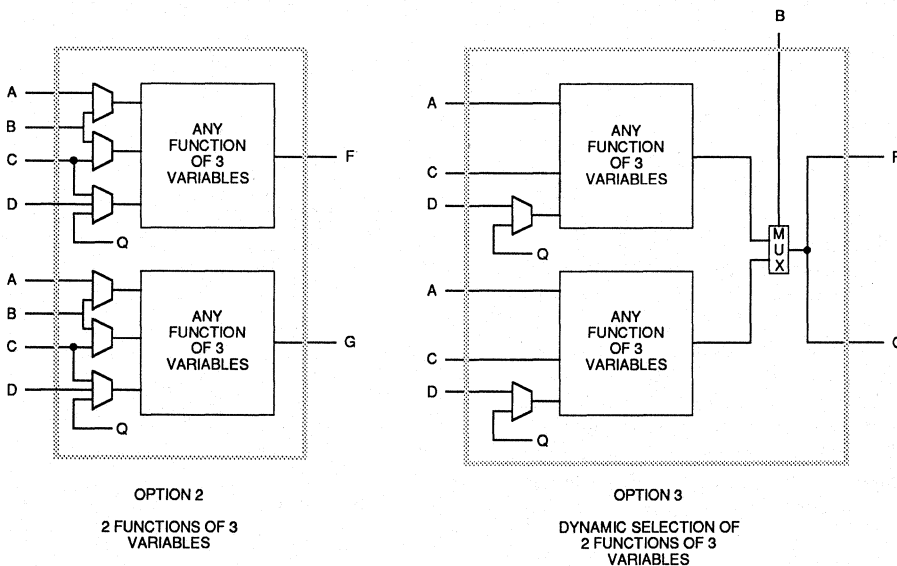 A
B
C
D
Q
ANY
FUNCTION
OF 3
VARIABLES
F
A
B
C
D
Q
ANY
FUNCTION
OF 3
VARIABLES
G
OPTION 2
2 FUNCTIONS OF 3
VARIABLES
B
A
C
D
Q
ANY
FUNCTION
OF 3
VARIABLES
MUX
A
C
D
Q
ANY
FUNCTION
OF 3
VARIABLES
OPTION 3
DYNAMIC SELECTION OF
2 FUNCTIONS OF 3
VARIABLES